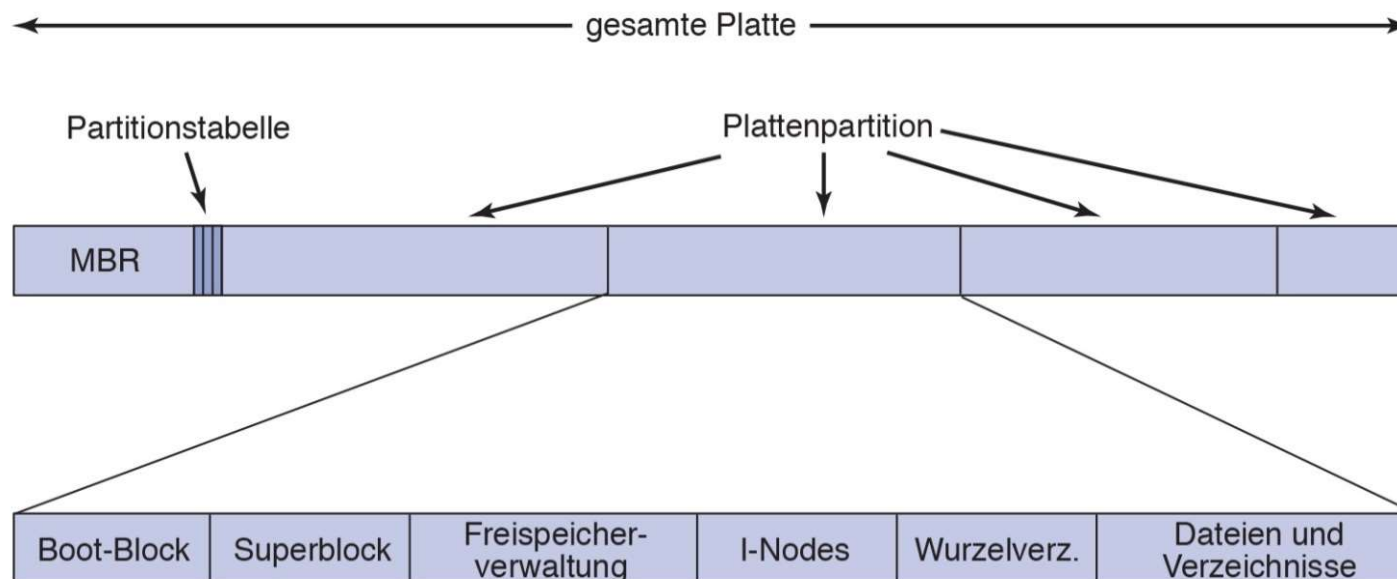 gesamte Platte
Partitionstabelle
Plattenpartition
MBR
Boot-Block
Superblock
Freispeicher-
verwaltung
I-Nodes
Wurzelverz.
Dateien und
Verzeichnisse